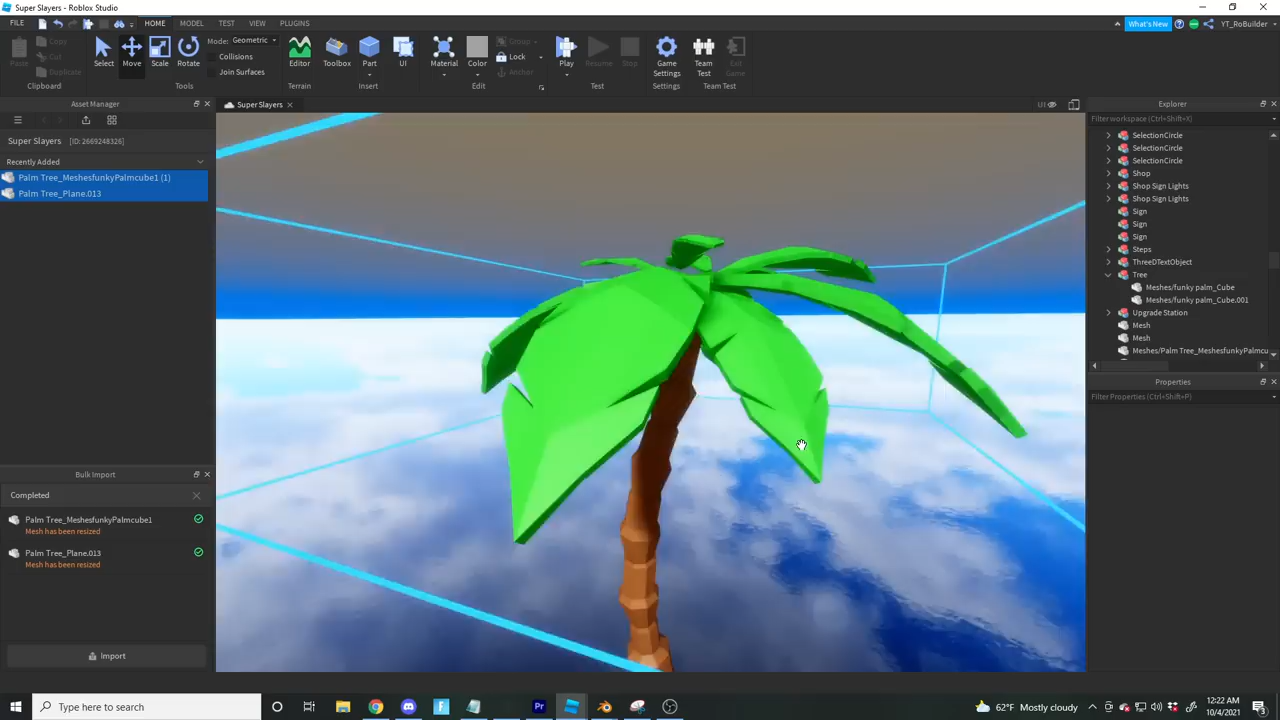 Super Slayers - Roblox Studio
FILE
HOME
MODEL
TEST
VIEW
PLUGINS
What's New
YT_RoBuilder
Paste
Copy
Cut
Duplicate
Clipboard
Select
Move
Scale
Rotate
Mode: Geometric
Collisions
Join Surfaces
Tools
Editor
Terrain
Toolbox
Part
UI
Insert
Material
Color
Group
Lock
Anchor
Edit
Play
Resume
Stop
Test
Game
Settings
Settings
Team
Test
Exit
Game
Team Test
Asset Manager
Super Slayers [ID: 2669248326]
Recently Added
Palm Tree_MeshesfunkyPalmcube1 (1)
Palm Tree_Plane.013
Super Slayers
UI
Bulk Import
Completed
Palm Tree_MeshesfunkyPalmcube1
Mesh has been resized
Palm Tree_Plane.013
Mesh has been resized
Import
Explorer
Filter workspace (Ctrl+Shift+X)
SelectionCircle
SelectionCircle
SelectionCircle
Shop
Shop Sign Lights
Shop Sign Lights
Sign
Sign
Sign
Steps
ThreeDTextObject
Tree
Meshes/funky palm_Cube
Meshes/funky palm_Cube.001
Upgrade Station
Mesh
Mesh
Meshes/Palm Tree_MeshesfunkyPalmcu
Properties
Filter Properties (Ctrl+Shift+P)
Type here to search
62°F Mostly cloudy
12:22 AM
10/4/2021